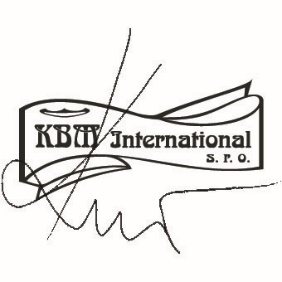 KBM International
s. r. o.